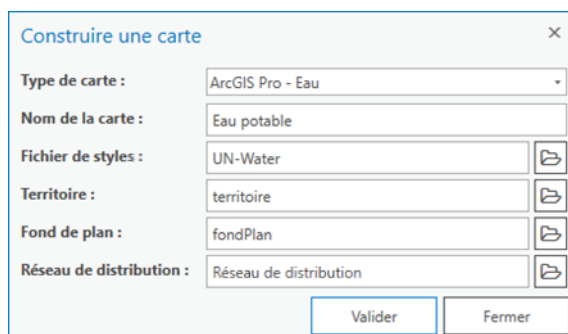 Construire une carte
Type de carte : ArcGIS Pro - Eau
Nom de la carte : Eau potable
Fichier de styles : UN-Water
Territoire : territoire
Fond de plan : fondPlan
Réseau de distribution : Réseau de distribution
Valider Fermer